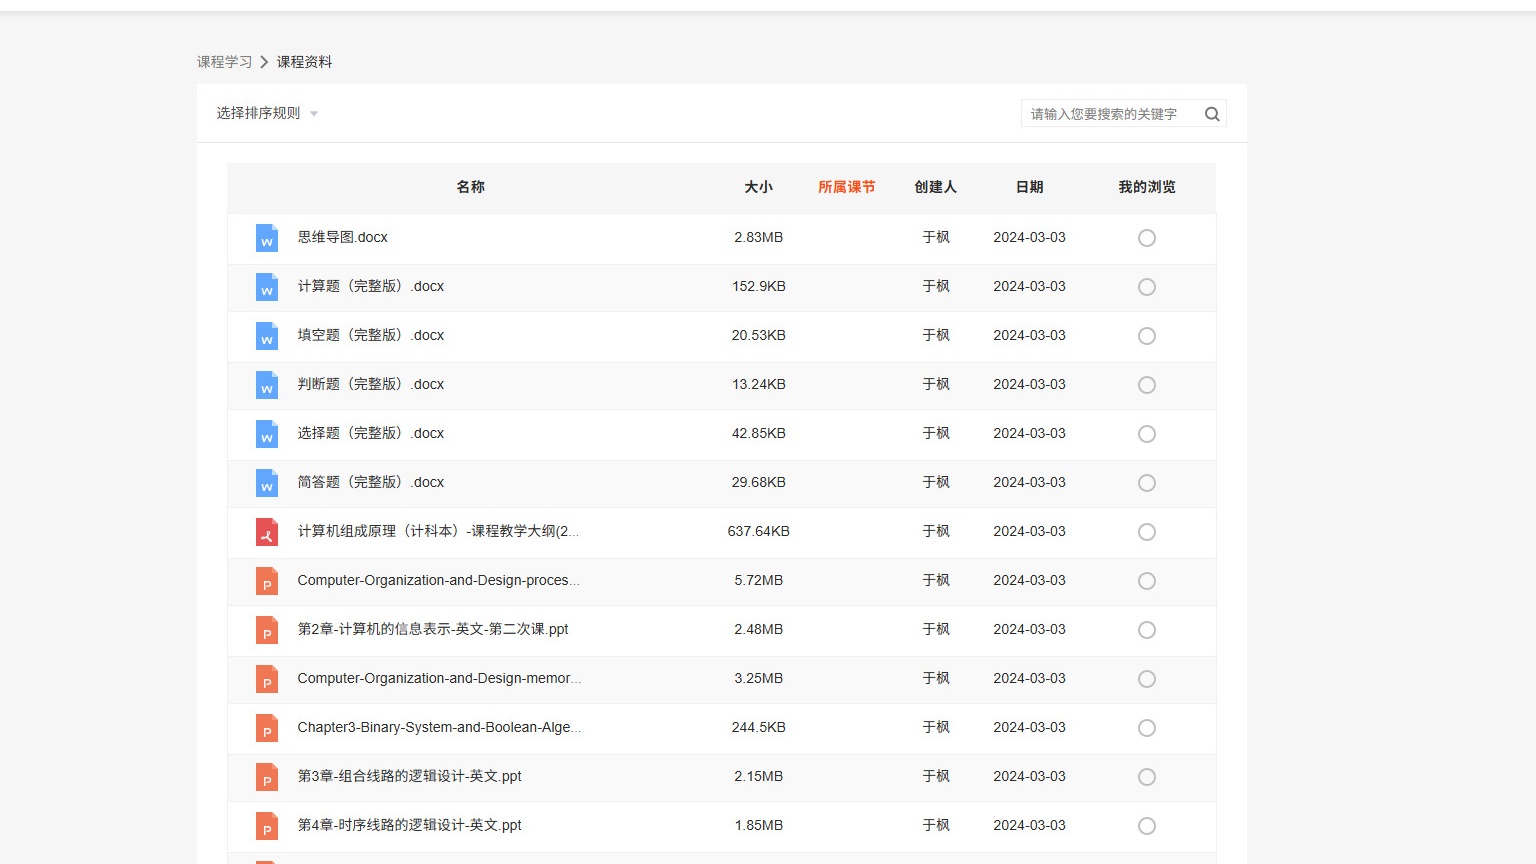 课程学习 > 课程资料
选择排序规则 请输入您要搜索的关键字
名称 大小 所属课节 创建人 日期 我的浏览
思维导图.docx 2.83MB 于枫 2024-03-03
计算题（完整版）.docx 152.9KB 于枫 2024-03-03
填空题（完整版）.docx 20.53KB 于枫 2024-03-03
判断题（完整版）.docx 13.24KB 于枫 2024-03-03
选择题（完整版）.docx 42.85KB 于枫 2024-03-03
简答题（完整版）.docx 29.68KB 于枫 2024-03-03
计算机组成原理（计科本）-课程教学大纲(2... 637.64KB 于枫 2024-03-03
Computer-Organization-and-Design-proces... 5.72MB 于枫 2024-03-03
第2章-计算机的信息表示-英文-第二次课.ppt 2.48MB 于枫 2024-03-03
Computer-Organization-and-Design-memor... 3.25MB 于枫 2024-03-03
Chapter3-Binary-System-and-Boolean-Alge... 244.5KB 于枫 2024-03-03
第3章-组合线路的逻辑设计-英文.ppt 2.15MB 于枫 2024-03-03
第4章-时序线路的逻辑设计-英文.ppt 1.85MB 于枫 2024-03-03